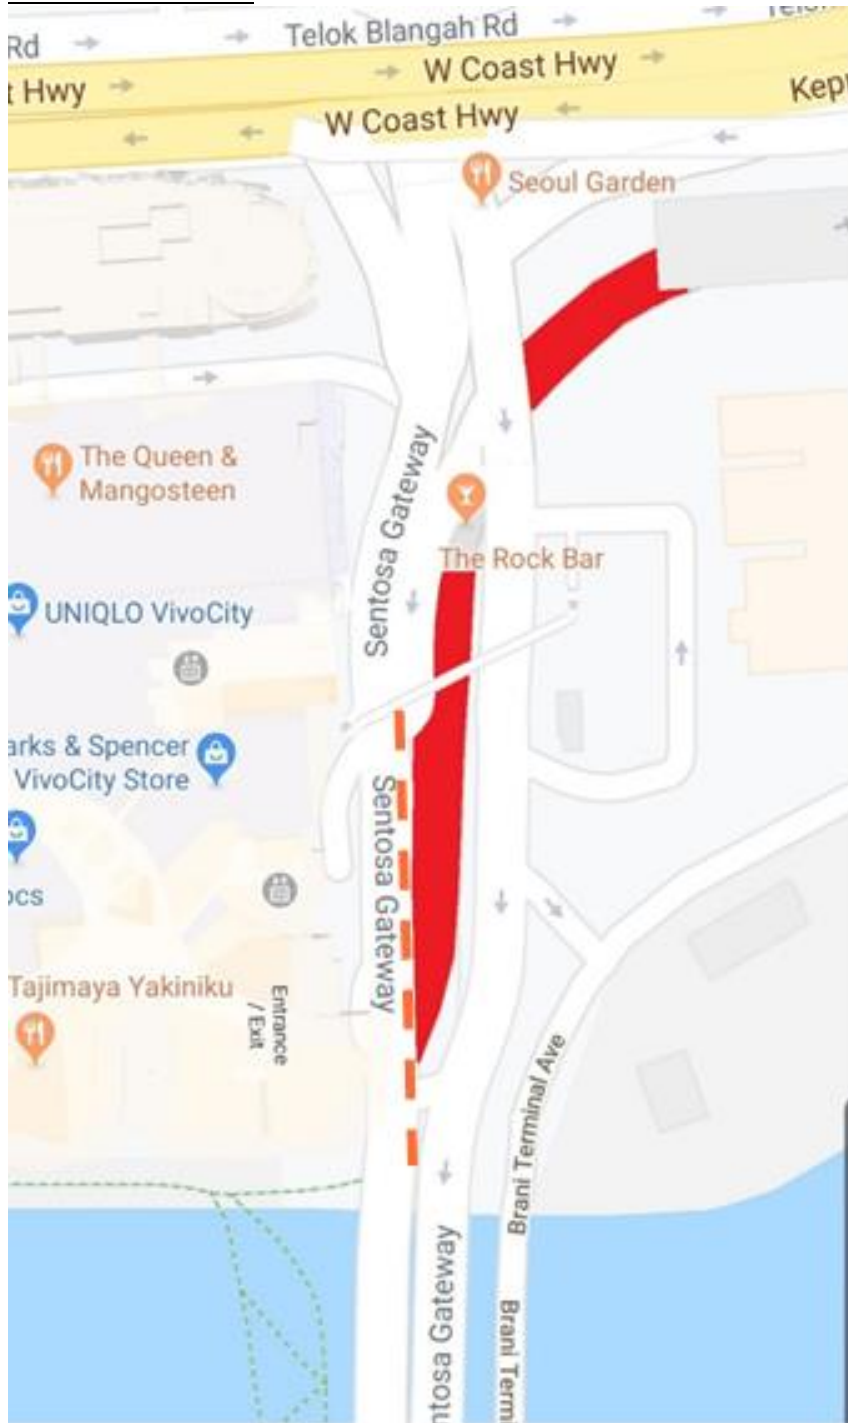 Rd
Telok Blangah Rd
W Coast Hwy
t Hwy
W Coast Hwy
Seoul Garden
Sentosa Gateway
The Queen &
Mangosteen
The Rock Bar
UNIQLO VivoCity
arks & Spencer
VivoCity Store
Sentosa Gateway
ocs
Tajimaya Yakiniku
Entrance
/ Exit
Brani Terminal Ave
ntosa Gateway
Brani Term